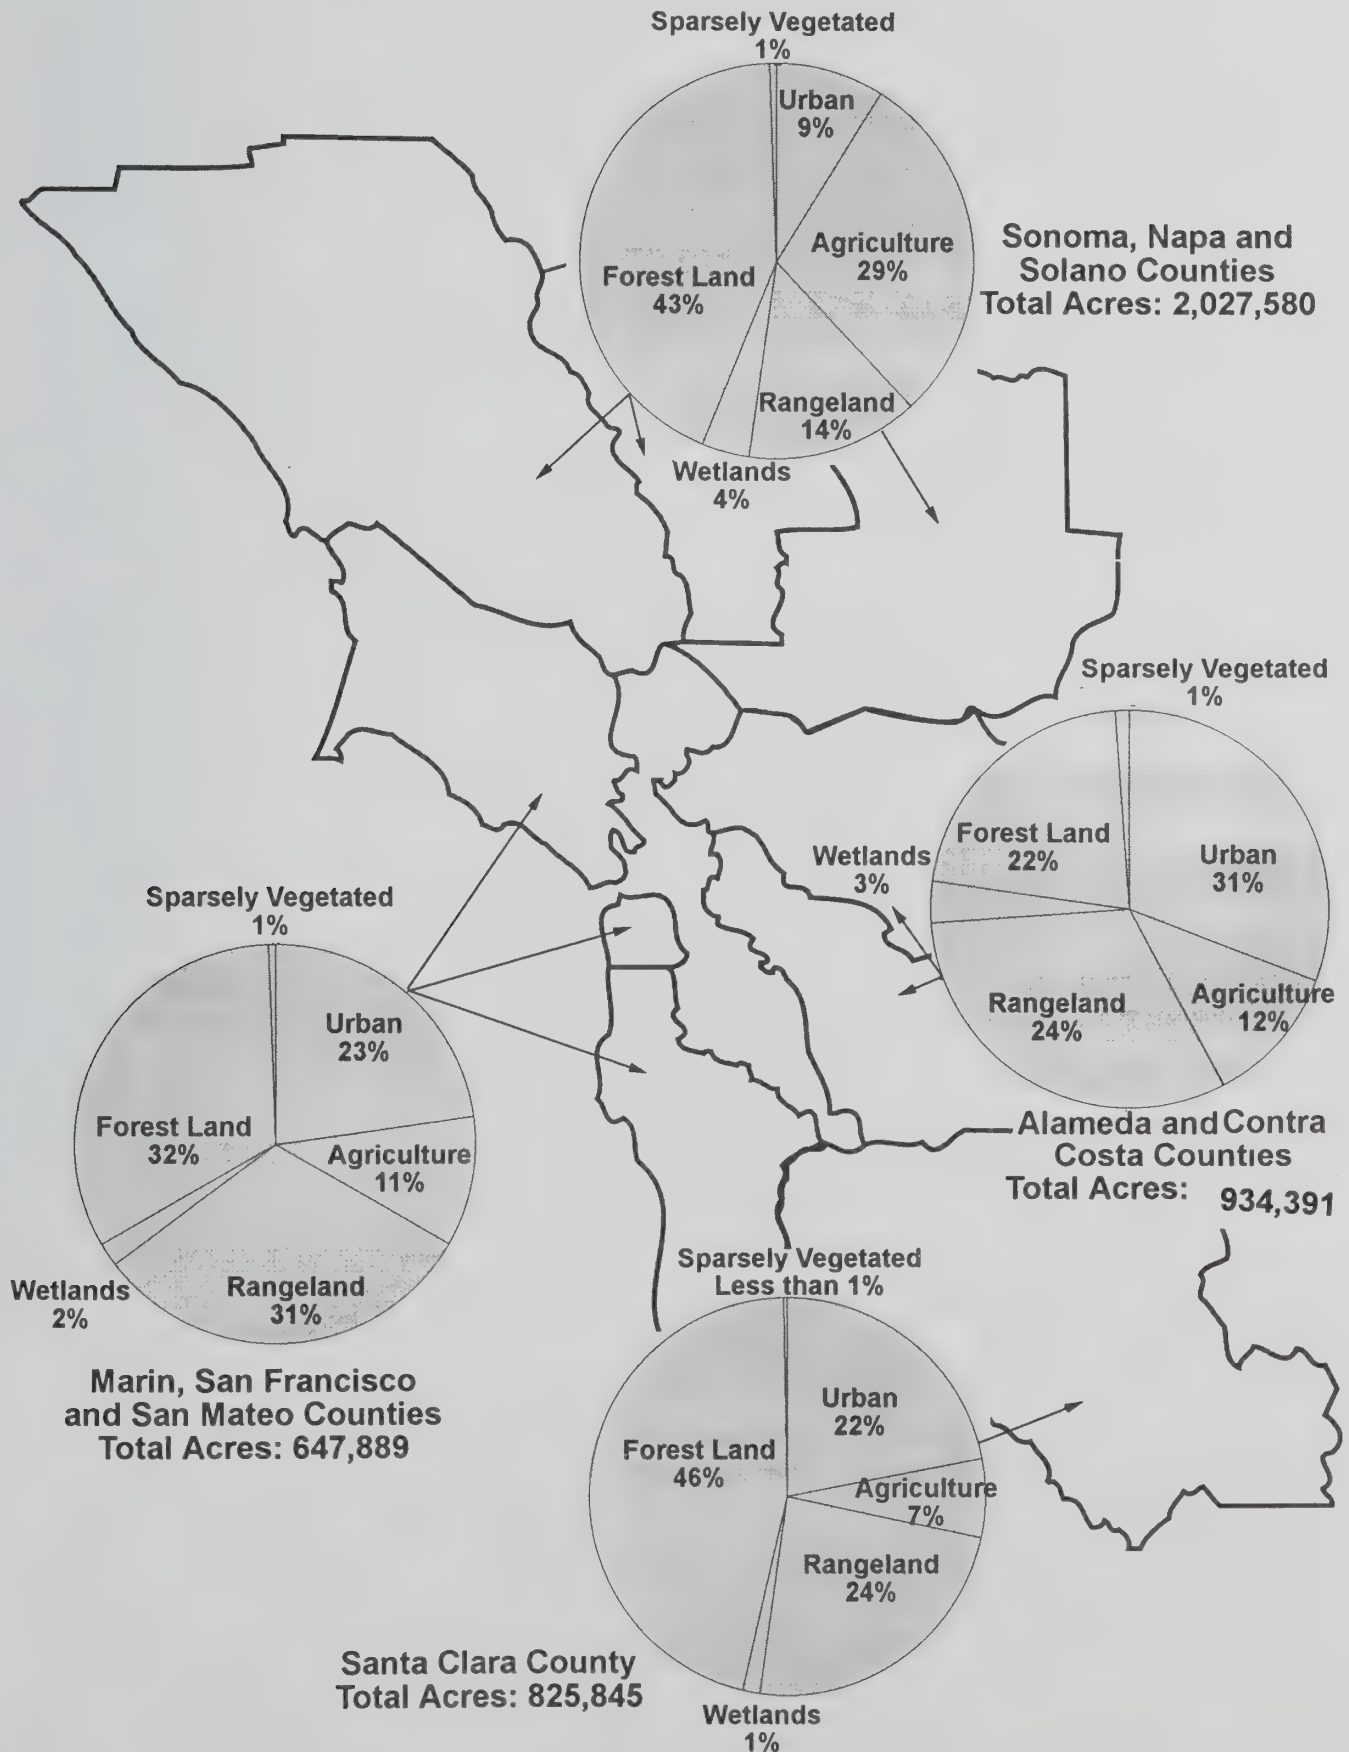 Sparsely Vegetated
1%
Urban
9%
Agriculture
29%
Forest Land
43%
Rangeland
14%
Wetlands
4%
Sonoma, Napa and
Solano Counties
Total Acres: 2,027,580
Sparsely Vegetated
1%
Forest Land
22%
Urban
31%
Wetlands
3%
Rangeland
24%
Agriculture
12%
Alameda and Contra
Costa Counties
Total Acres: 934,391
Sparsely Vegetated
1%
Urban
23%
Forest Land
32%
Agriculture
11%
Rangeland
31%
Wetlands
2%
Marin, San Francisco
and San Mateo Counties
Total Acres: 647,889
Sparsely Vegetated
Less than 1%
Urban
22%
Forest Land
46%
Agriculture
7%
Rangeland
24%
Wetlands
1%
Santa Clara County
Total Acres: 825,845